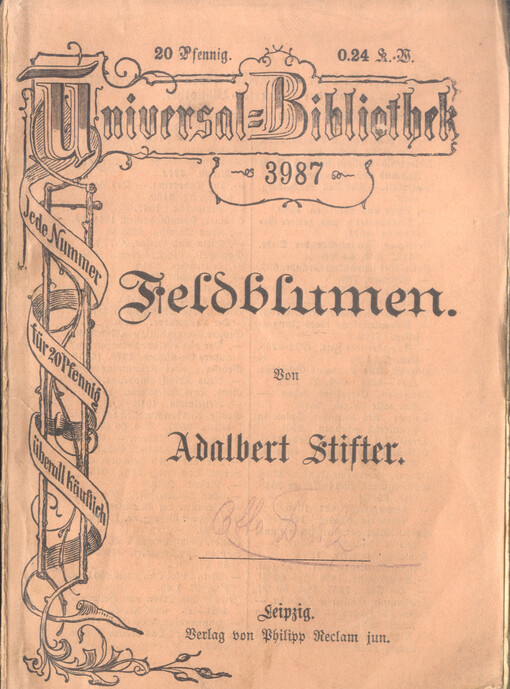 20 Pfennig. 0.24 K.-W.
Universal-Bibliothek
3987
Jede Nummer
für 20 Pfennig
überall käuflich
Feldblumen.
Von
Adalbert Stifter.
Leipzig.
Verlag von Philipp Reclam jun.